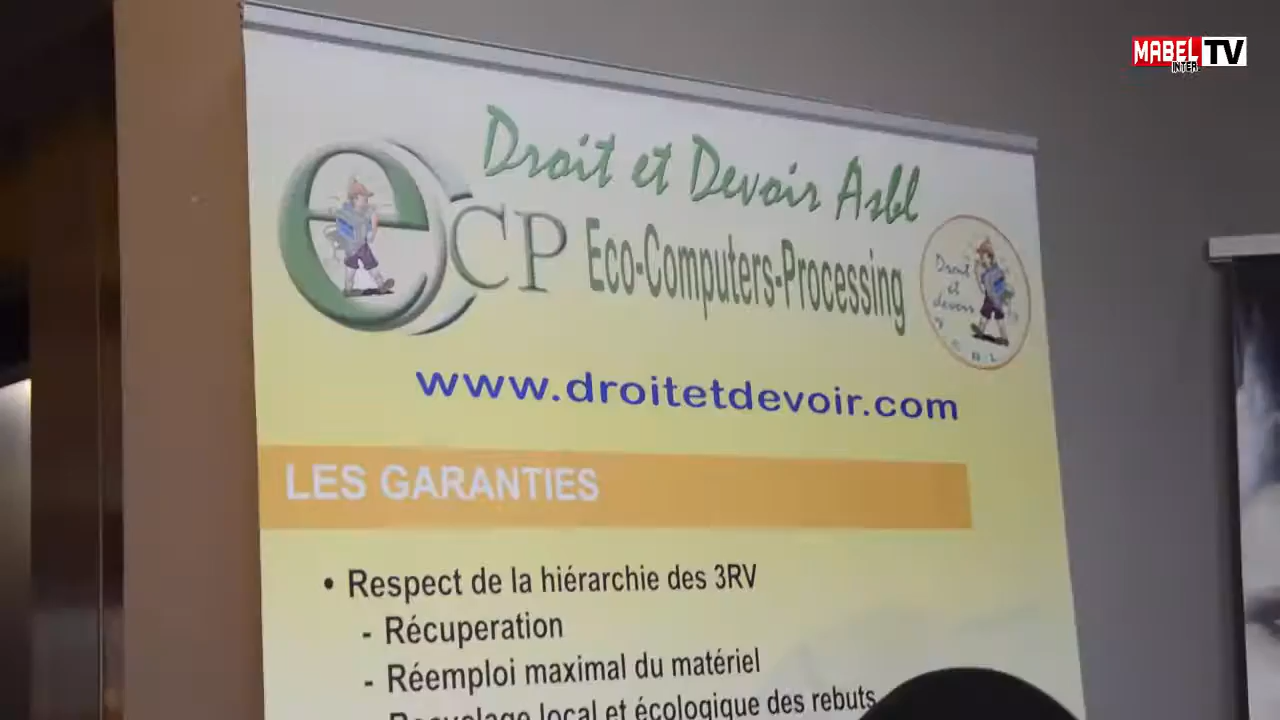 MABEL TV
INTER
Droit et Devoir Asbl
eCP Eco-Computers-Processing
Droit
et
devoir
www.droitetdevoir.com
LES GARANTIES
• Respect de la hiérarchie des 3RV
- Récuperation
- Réemploi maximal du matériel
- Recyclage local et écologique des rebuts